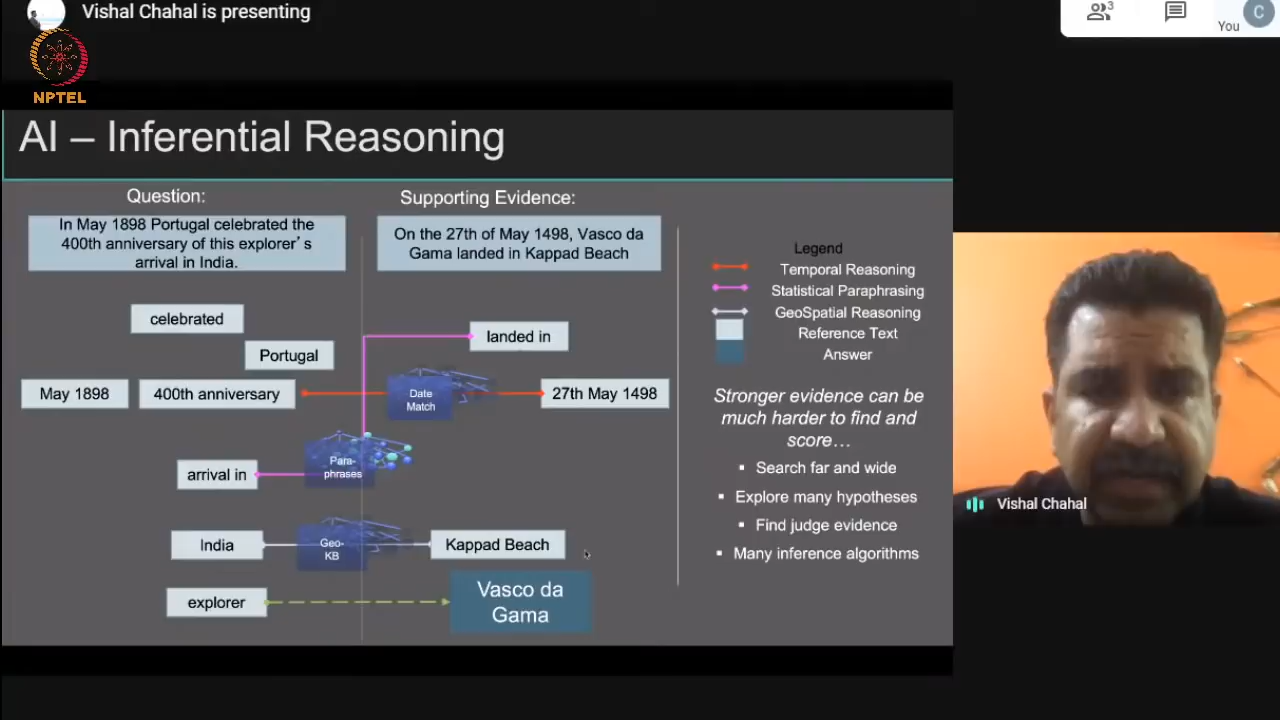 Vishal Chahal is presenting
3
You
C
NPTEL
AI – Inferential Reasoning
Question:
In May 1898 Portugal celebrated the
400th anniversary of this explorer's
arrival in India.
celebrated
Portugal
May 1898
400th anniversary
arrival in
India
explorer
Supporting Evidence:
On the 27th of May 1498, Vasco da
Gama landed in Kappad Beach
landed in
Date
Match
27th May 1498
Para-
phrases
Geo-
KB
Kappad Beach
Vasco da
Gama
Legend
Temporal Reasoning
Statistical Paraphrasing
GeoSpatial Reasoning
Reference Text
Answer
Stronger evidence can be
much harder to find and
score…
▪ Search far and wide
▪ Explore many hypotheses
▪ Find judge evidence
▪ Many inference algorithms
Vishal Chahal